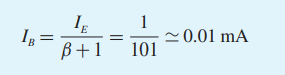 I_B = I_E / (β + 1) = 1 / 101 ≃ 0.01 mA